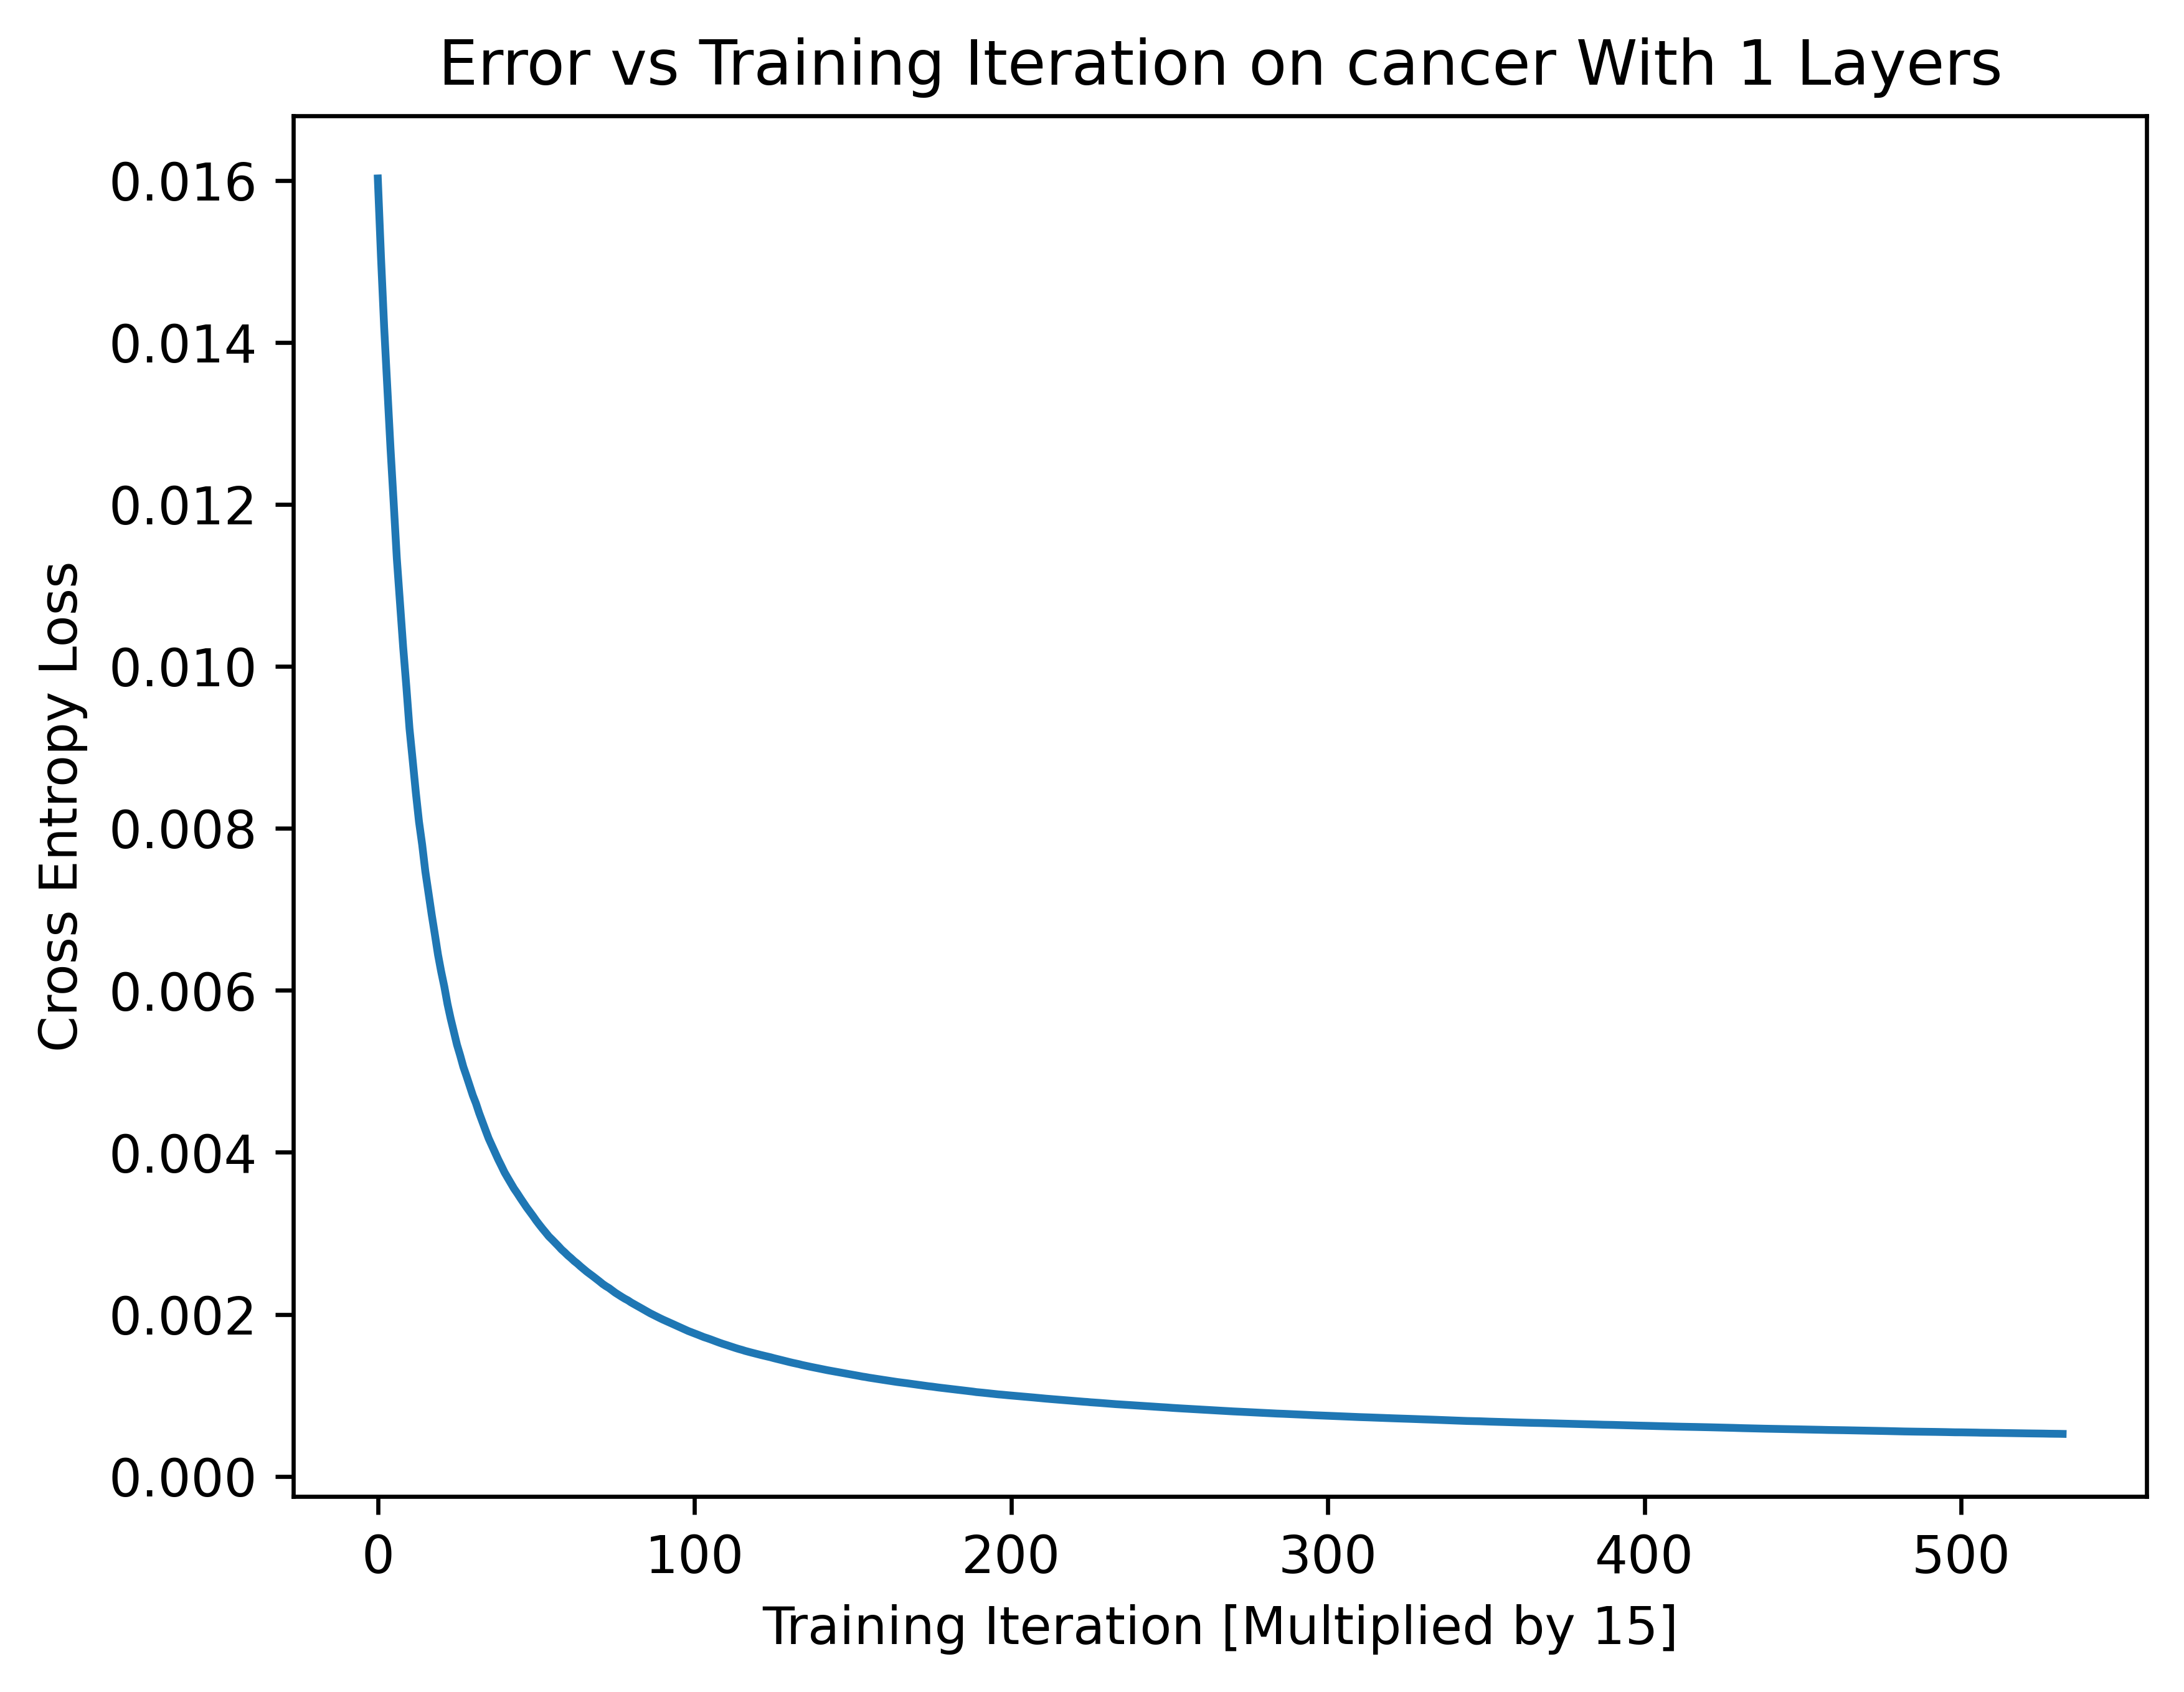 Error vs Training Iteration on cancer With 1 Layers
0.016
0.014
0.012
0.010
0.008
0.006
0.004
0.002
0.000
Cross Entropy Loss
0 100 200 300 400 500
Training Iteration [Multiplied by 15]